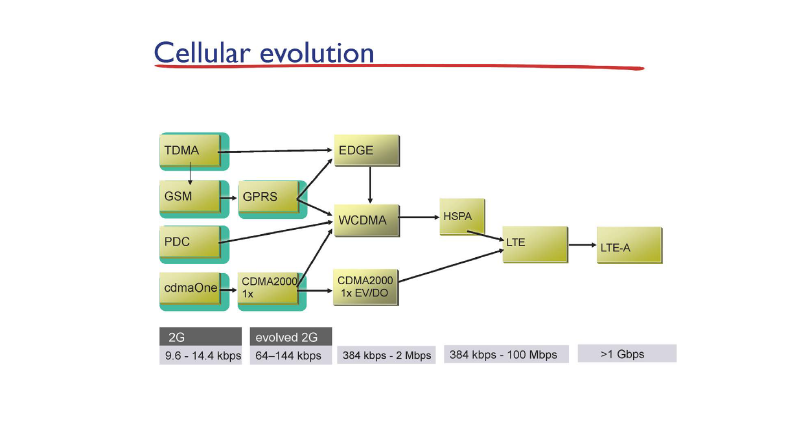 Cellular evolution
TDMA
EDGE
GSM
GPRS
WCDMA
HSPA
PDC
LTE
LTE-A
cdmaOne
CDMA2000
1x
CDMA2000
1x EV/DO
2G
evolved 2G
9.6 - 14.4 kbps
64–144 kbps
384 kbps - 2 Mbps
384 kbps - 100 Mbps
>1 Gbps